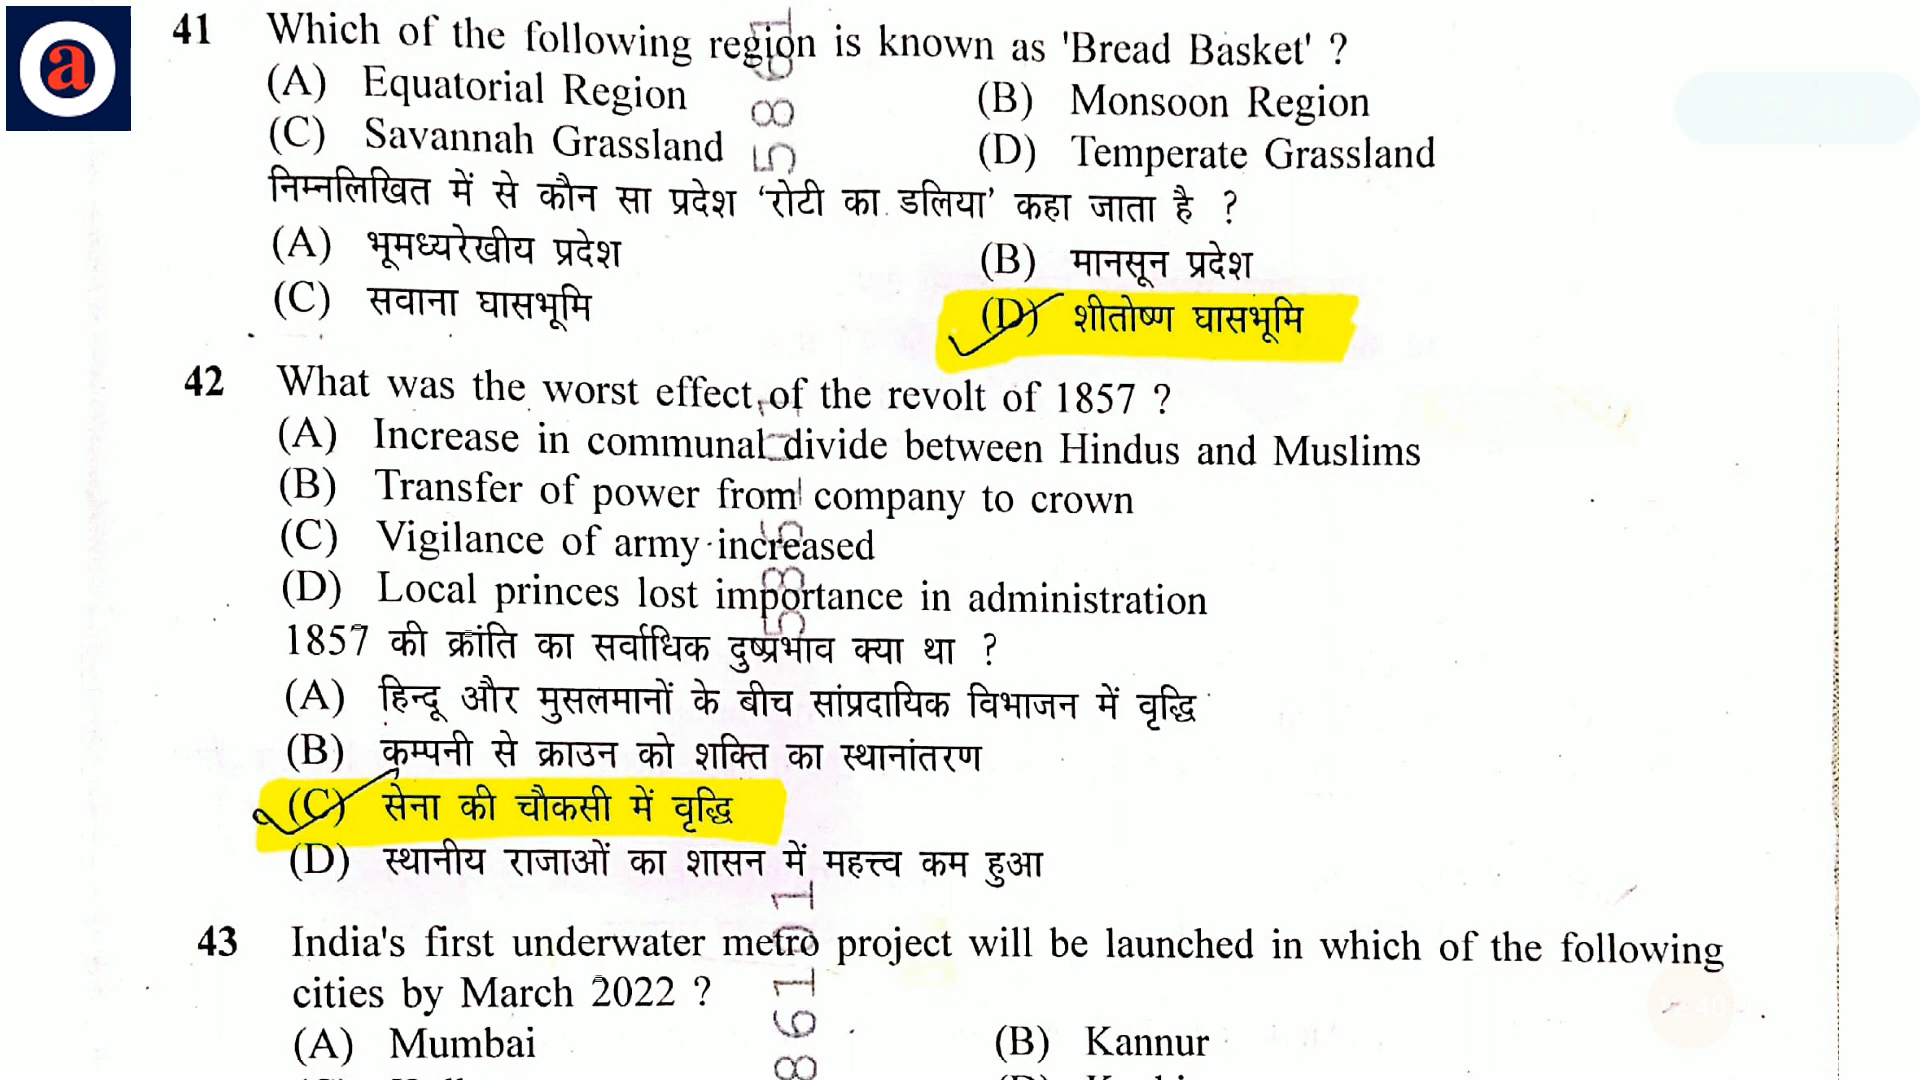 a
41 Which of the following region is known as 'Bread Basket' ?
(A) Equatorial Region (B) Monsoon Region
(C) Savannah Grassland (D) Temperate Grassland
निम्नलिखित में से कौन सा प्रदेश ‘रोटी का डलिया’ कहा जाता है ?
(A) भूमध्यरेखीय प्रदेश (B) मानसून प्रदेश
(C) सवाना घासभूमि (D) शीतोष्ण घासभूमि
42 What was the worst effect of the revolt of 1857 ?
(A) Increase in communal divide between Hindus and Muslims
(B) Transfer of power from company to crown
(C) Vigilance of army increased
(D) Local princes lost importance in administration
1857 की क्रांति का सर्वाधिक दुष्प्रभाव क्या था ?
(A) हिन्दू और मुसलमानों के बीच सांप्रदायिक विभाजन में वृद्धि
(B) कम्पनी से क्राउन को शक्ति का स्थानांतरण
(C) सेना की चौकसी में वृद्धि
(D) स्थानीय राजाओं का शासन में महत्त्व कम हुआ
43 India's first underwater metro project will be launched in which of the following
cities by March 2022 ?
(A) Mumbai (B) Kannur